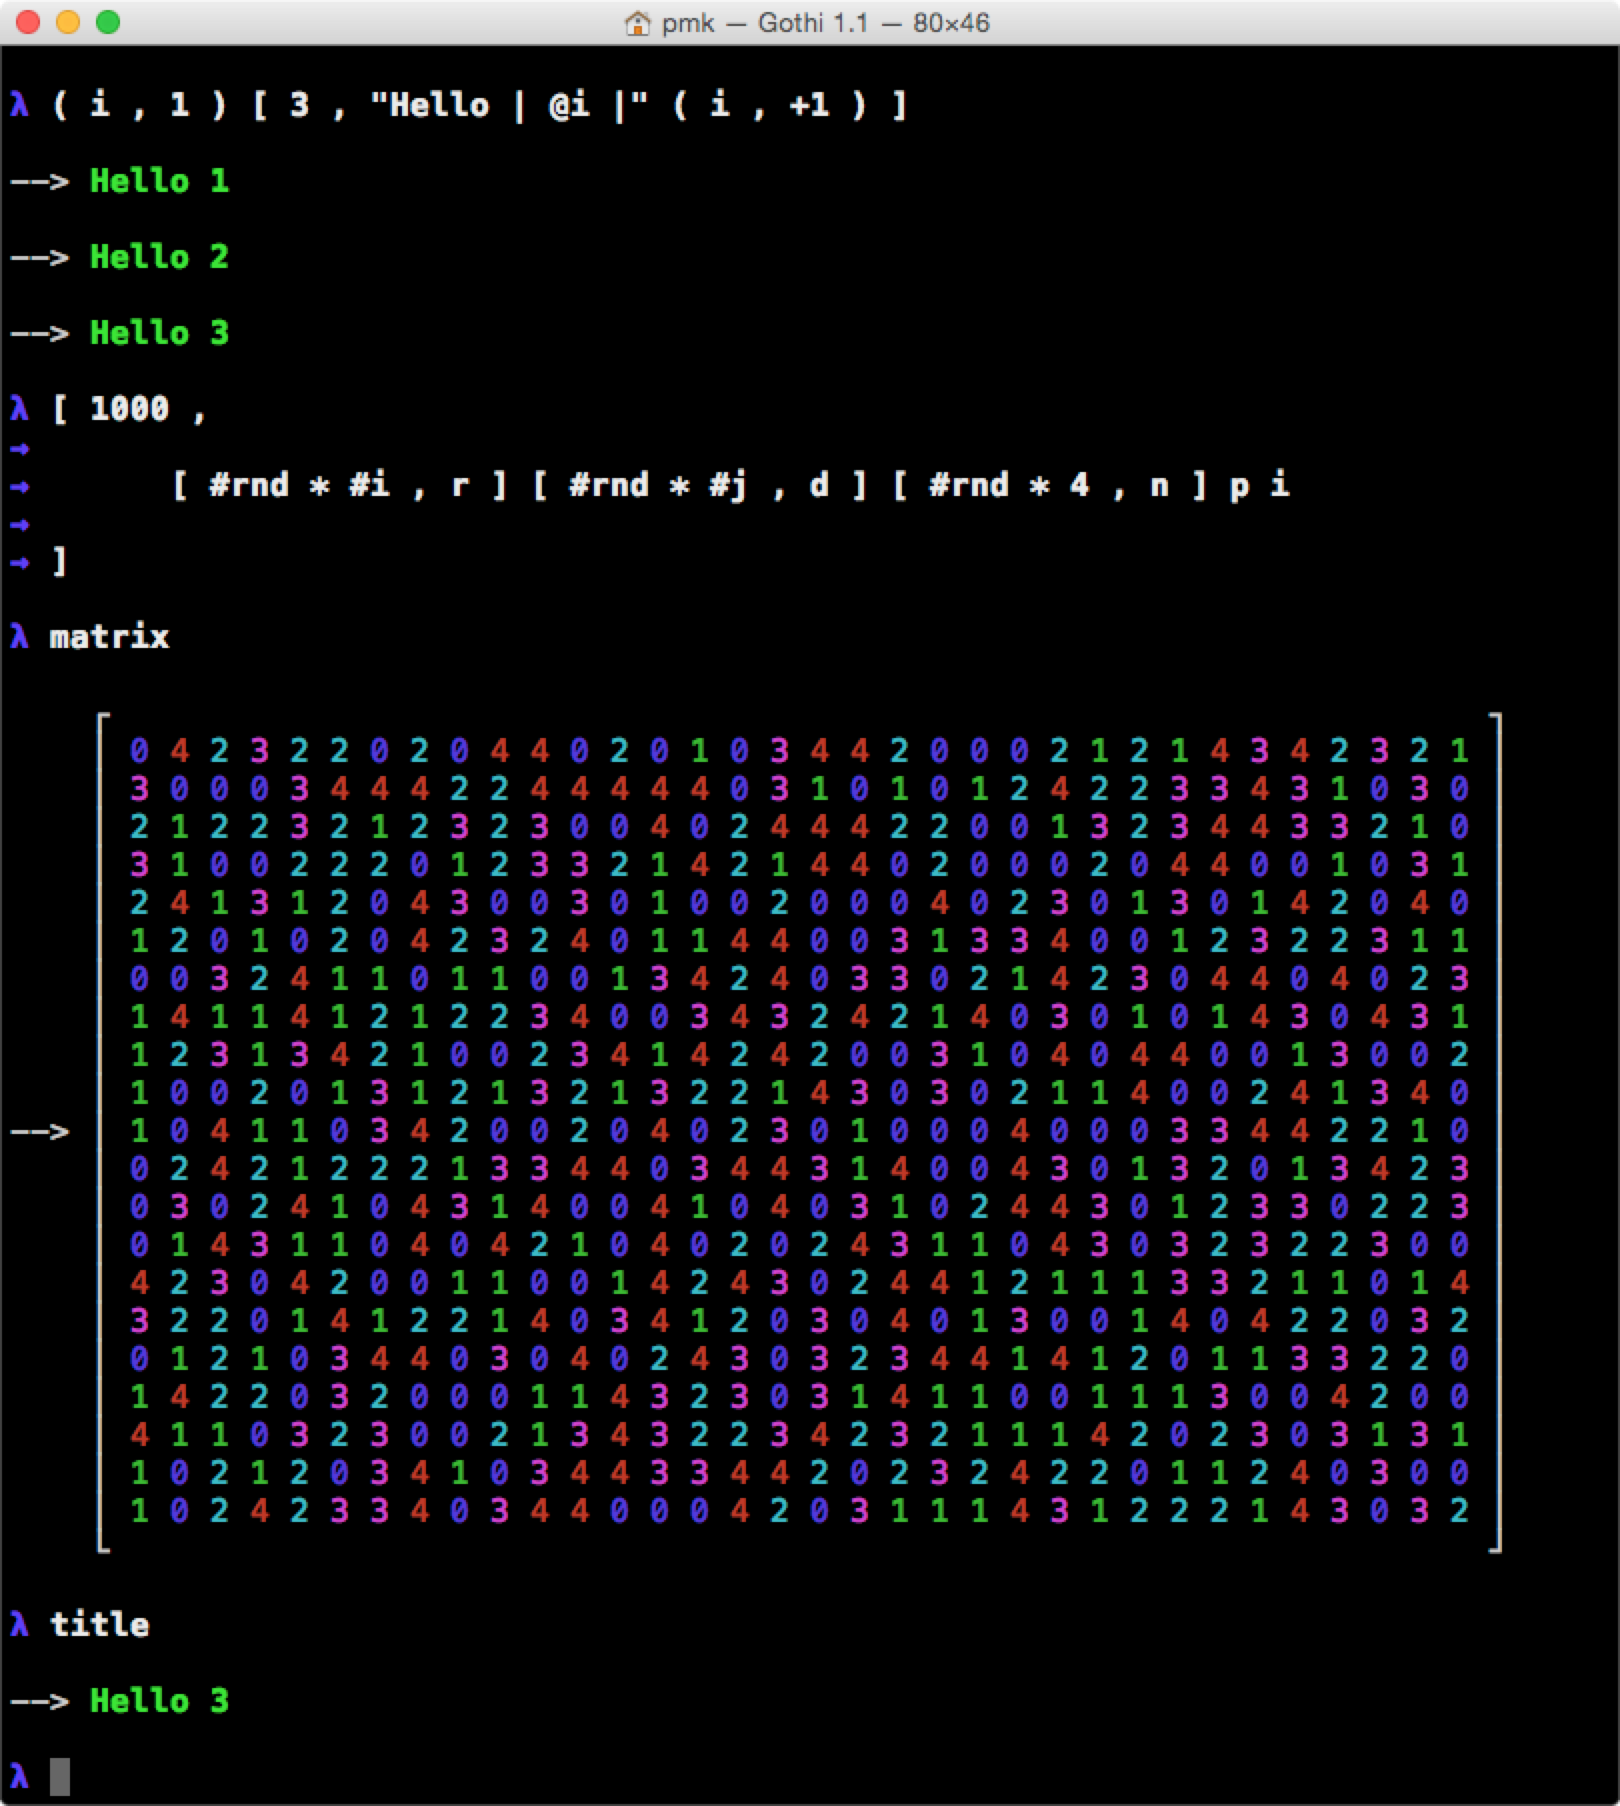 pmk — Gothi 1.1 — 80×46
λ ( i , 1 ) [ 3 , "Hello | @i |" ( i , +1 ) ]
——> Hello 1
——> Hello 2
——> Hello 3
λ [ 1000 ,
→
→ [ #rnd * #i , r ] [ #rnd * #j , d ] [ #rnd * 4 , n ] p i
→
→ ]
λ matrix
0 4 2 3 2 2 0 2 0 4 4 0 2 0 1 0 3 4 4 2 0 0 0 2 1 2 1 4 3 4 2 3 2 1
3 0 0 0 3 4 4 4 2 2 4 4 4 4 4 0 3 1 0 1 0 1 2 4 2 2 3 3 4 3 1 0 3 0
2 1 2 2 3 2 1 2 3 2 3 0 0 4 0 2 4 4 4 2 2 0 0 1 3 2 3 4 4 3 3 2 1 0
3 1 0 0 2 2 2 0 1 2 3 3 2 1 4 2 1 4 4 0 2 0 0 0 2 0 4 4 0 0 1 0 3 1
2 4 1 3 1 2 0 4 3 0 0 3 0 1 0 0 2 0 0 0 4 0 2 3 0 1 3 0 1 4 2 0 4 0
1 2 0 1 0 2 0 4 2 3 2 4 0 1 1 4 4 0 0 3 1 3 3 4 0 0 1 2 3 2 2 3 1 1
0 0 3 2 4 1 1 0 1 1 0 0 1 3 4 2 4 0 3 3 0 2 1 4 2 3 0 4 4 0 4 0 2 3
1 4 1 1 4 1 2 1 2 2 3 4 0 0 3 4 3 2 4 2 1 4 0 3 0 1 0 1 4 3 0 4 3 1
1 2 3 1 3 4 2 1 0 0 2 3 4 1 4 2 4 2 0 0 3 1 0 4 0 4 4 0 0 1 3 0 0 2
1 0 0 2 0 1 3 1 2 1 3 2 1 3 2 2 1 4 3 0 3 0 2 1 1 4 0 0 2 4 1 3 4 0
——> 1 0 4 1 1 0 3 4 2 0 0 2 0 4 0 2 3 0 1 0 0 0 4 0 0 0 3 3 4 4 2 2 1 0
0 2 4 2 1 2 2 2 1 3 3 4 4 0 3 4 4 3 1 4 0 0 4 3 0 1 3 2 0 1 3 4 2 3
0 3 0 2 4 1 0 4 3 1 4 0 0 4 1 0 4 0 3 1 0 2 4 4 3 0 1 2 3 3 0 2 2 3
0 1 4 3 1 1 0 4 0 4 2 1 0 4 0 2 0 2 4 3 1 1 0 4 3 0 3 2 3 2 2 3 0 0
4 2 3 0 4 2 0 0 1 1 0 0 1 4 2 4 3 0 2 4 4 1 2 1 1 1 3 3 2 1 1 0 1 4
3 2 2 0 1 4 1 2 2 1 4 0 3 4 1 2 0 3 0 4 0 1 3 0 0 1 4 0 4 2 2 0 3 2
0 1 2 1 0 3 4 4 0 3 0 4 0 2 4 3 0 3 2 3 4 4 1 4 1 2 0 1 1 3 3 2 2 0
1 4 2 2 0 3 2 0 0 0 1 1 4 3 2 3 0 3 1 4 1 1 0 0 1 1 1 3 0 0 4 2 0 0
4 1 1 0 3 2 3 0 0 2 1 3 4 3 2 2 3 4 2 3 2 1 1 1 4 2 0 2 3 0 3 1 3 1
1 0 2 1 2 0 3 4 1 0 3 4 4 3 3 4 4 2 0 2 3 2 4 2 2 0 1 1 2 4 0 3 0 0
1 0 2 4 2 3 3 4 0 3 4 4 0 0 0 4 2 0 3 1 1 1 4 3 1 2 2 2 1 4 3 0 3 2
λ title
——> Hello 3
λ